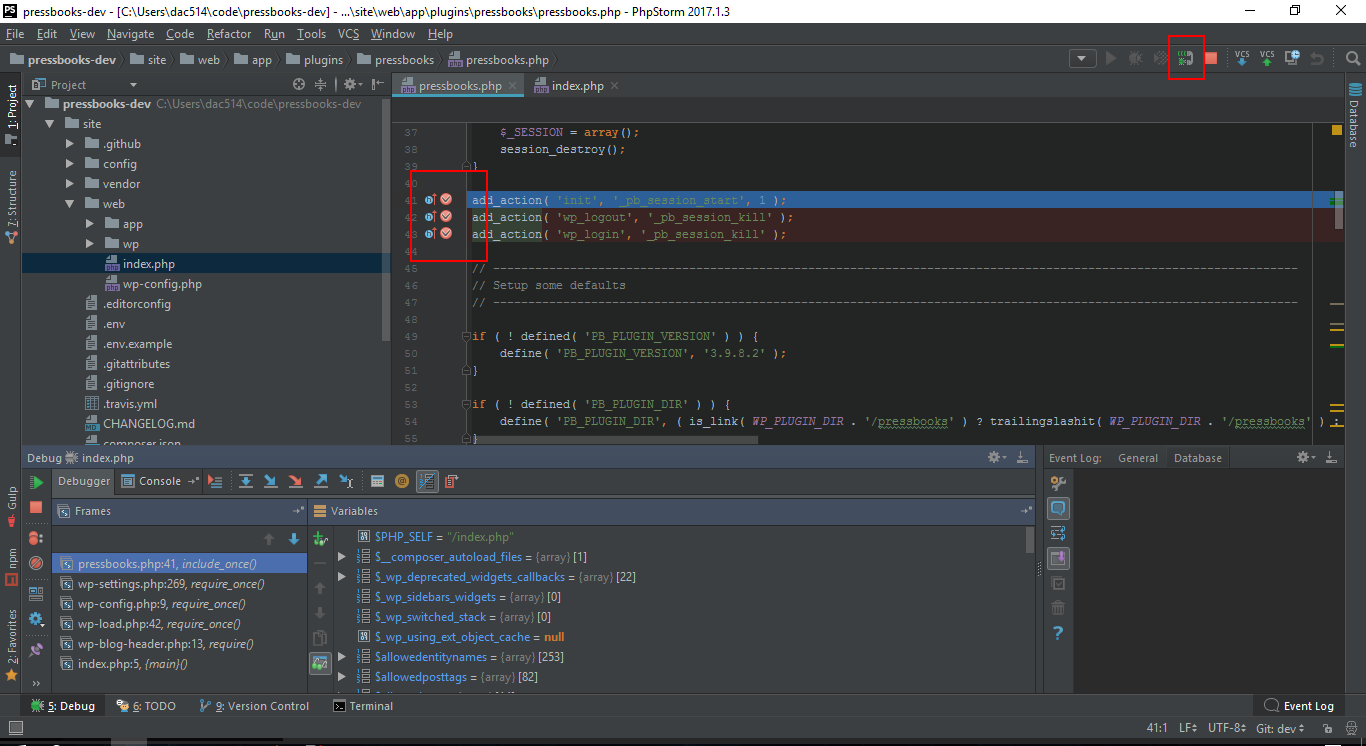 pressbooks-dev - [C:\Users\dac514\code\pressbooks-dev] - ...\site\web\app\plugins\pressbooks\pressbooks.php - PhpStorm 2017.1.3
File Edit View Navigate Code Refactor Run Tools VCS Window Help
pressbooks-dev site web app plugins pressbooks pressbooks.php
VCS VCS
1: Project
7: Structure
Gulp
npm
2: Favorites
Project
pressbooks-dev C:\Users\dac514\code\pressbooks-dev
site
.github
config
vendor
web
app
wp
index.php
wp-config.php
.editorconfig
.env
.env.example
.gitattributes
.gitignore
.travis.yml
CHANGELOG.md
composer.json
pressbooks.php index.php
37 $_SESSION = array();
38 session_destroy();
39 }
40
41 add_action( 'init', '_pb_session_start', 1 );
42 add_action( 'wp_logout', '_pb_session_kill' );
43 add_action( 'wp_login', '_pb_session_kill' );
44
45 // -------------------------------------------------------------------------------------------------------------------
46 // Setup some defaults
47 // -------------------------------------------------------------------------------------------------------------------
48
49 if ( ! defined( 'PB_PLUGIN_VERSION' ) ) {
50 define( 'PB_PLUGIN_VERSION', '3.9.8.2' );
51 }
52
53 if ( ! defined( 'PB_PLUGIN_DIR' ) ) {
54 define( 'PB_PLUGIN_DIR', ( is_link( WP_PLUGIN_DIR . '/pressbooks' ) ? trailingslashit( WP_PLUGIN_DIR . '/pressbooks' ) :
55 }
Database
Debug index.php
Debugger Console
Frames
pressbooks.php:41, include_once()
wp-settings.php:269, require_once()
wp-config.php:9, require_once()
wp-load.php:42, require_once()
wp-blog-header.php:13, require()
index.php:5, {main}()
Variables
$PHP_SELF = "/index.php"
$__composer_autoload_files = {array} [1]
$_wp_deprecated_widgets_callbacks = {array} [22]
$_wp_sidebars_widgets = {array} [0]
$_wp_switched_stack = {array} [0]
$_wp_using_ext_object_cache = null
$allowedentitynames = {array} [253]
$allowedposttags = {array} [82]
Event Log: General Database
5: Debug 6: TODO 9: Version Control Terminal Event Log
41:1 LF UTF-8 Git: dev